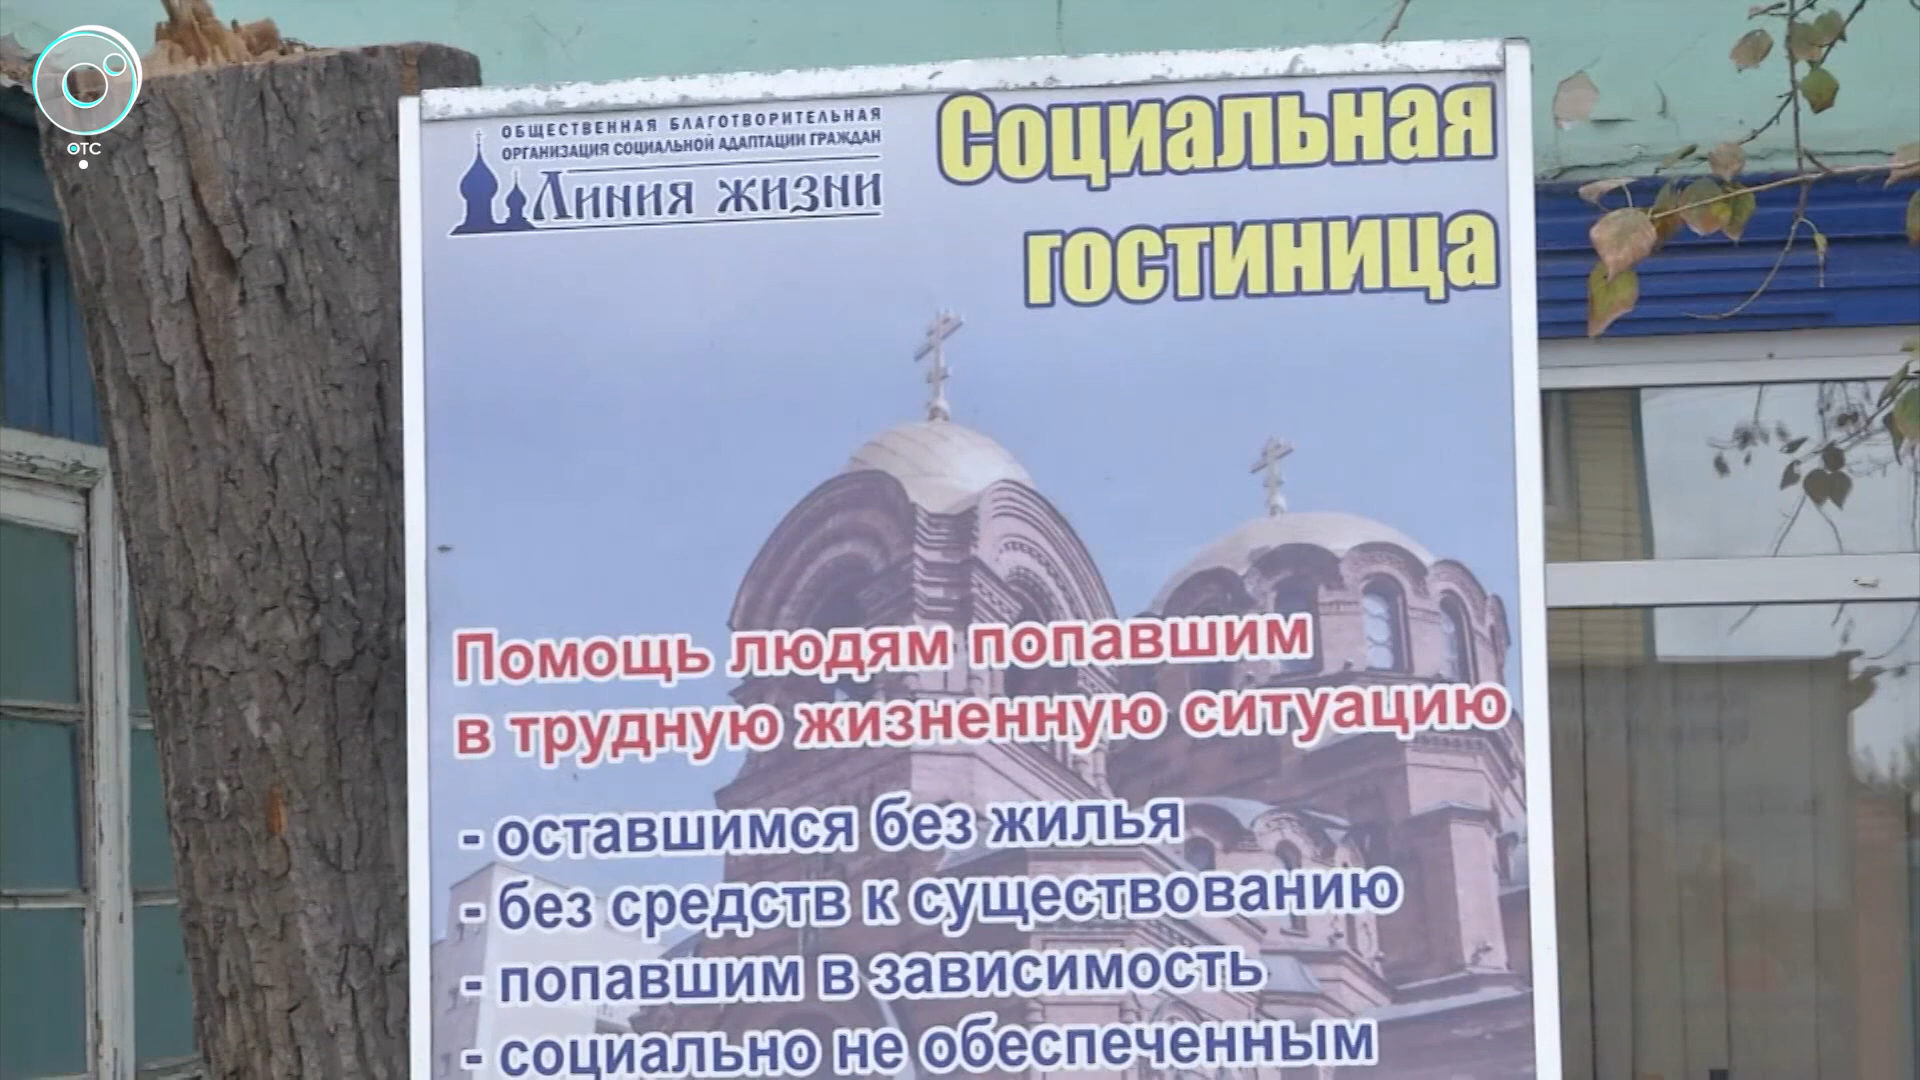 ОТС
ОБЩЕСТВЕННАЯ БЛАГОТВОРИТЕЛЬНАЯ
ОРГАНИЗАЦИЯ СОЦИАЛЬНОЙ АДАПТАЦИИ ГРАЖДАН
Линия жизни
Социальная
гостиница
Помощь людям попавшим
в трудную жизненную ситуацию
- оставшимся без жилья
- без средств к существованию
- попавшим в зависимость
- социально не обеспеченным